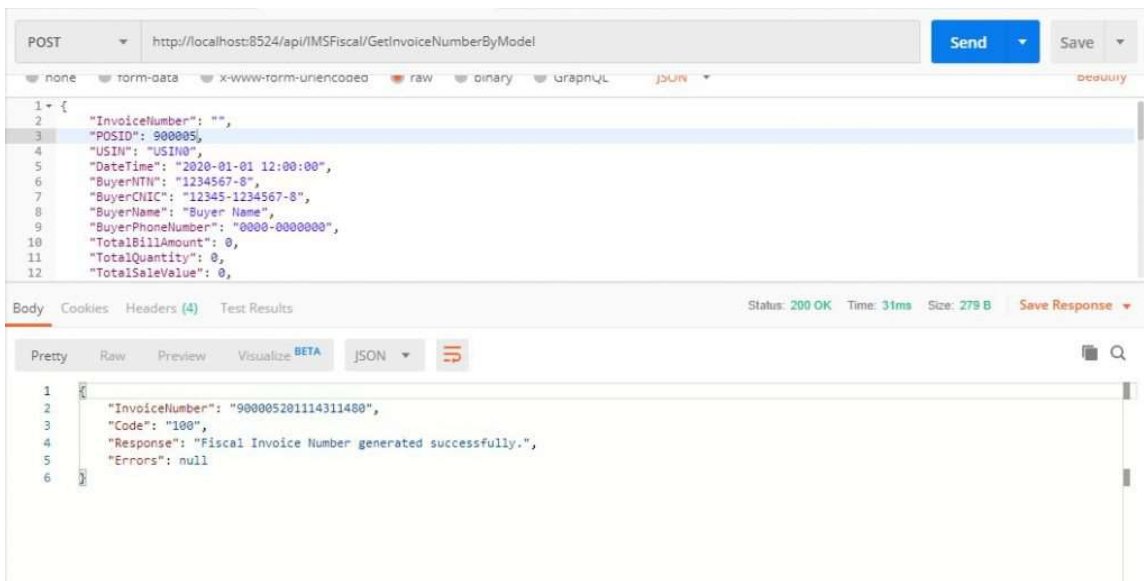 POST http://localhost:8524/api/IMSFiscal/GetInvoiceNumberByModel Send Save
none form-data x-www-form-urlencoded raw binary GraphQL JSON Beautify
1 {
2 "InvoiceNumber": "",
3 "POSID": 900005,
4 "USIN": "USIN0",
5 "DateTime": "2020-01-01 12:00:00",
6 "BuyerNTN": "1234567-8",
7 "BuyerCNIC": "12345-1234567-8",
8 "BuyerName": "Buyer Name",
9 "BuyerPhoneNumber": "0000-0000000",
10 "TotalBillAmount": 0,
11 "TotalQuantity": 0,
12 "TotalSaleValue": 0,
Body Cookies Headers (4) Test Results Status: 200 OK Time: 31ms Size: 279 B Save Response
Pretty Raw Preview Visualize BETA JSON
1 {
2 "InvoiceNumber": "900005201114311480",
3 "Code": "100",
4 "Response": "Fiscal Invoice Number generated successfully.",
5 "Errors": null
6 }